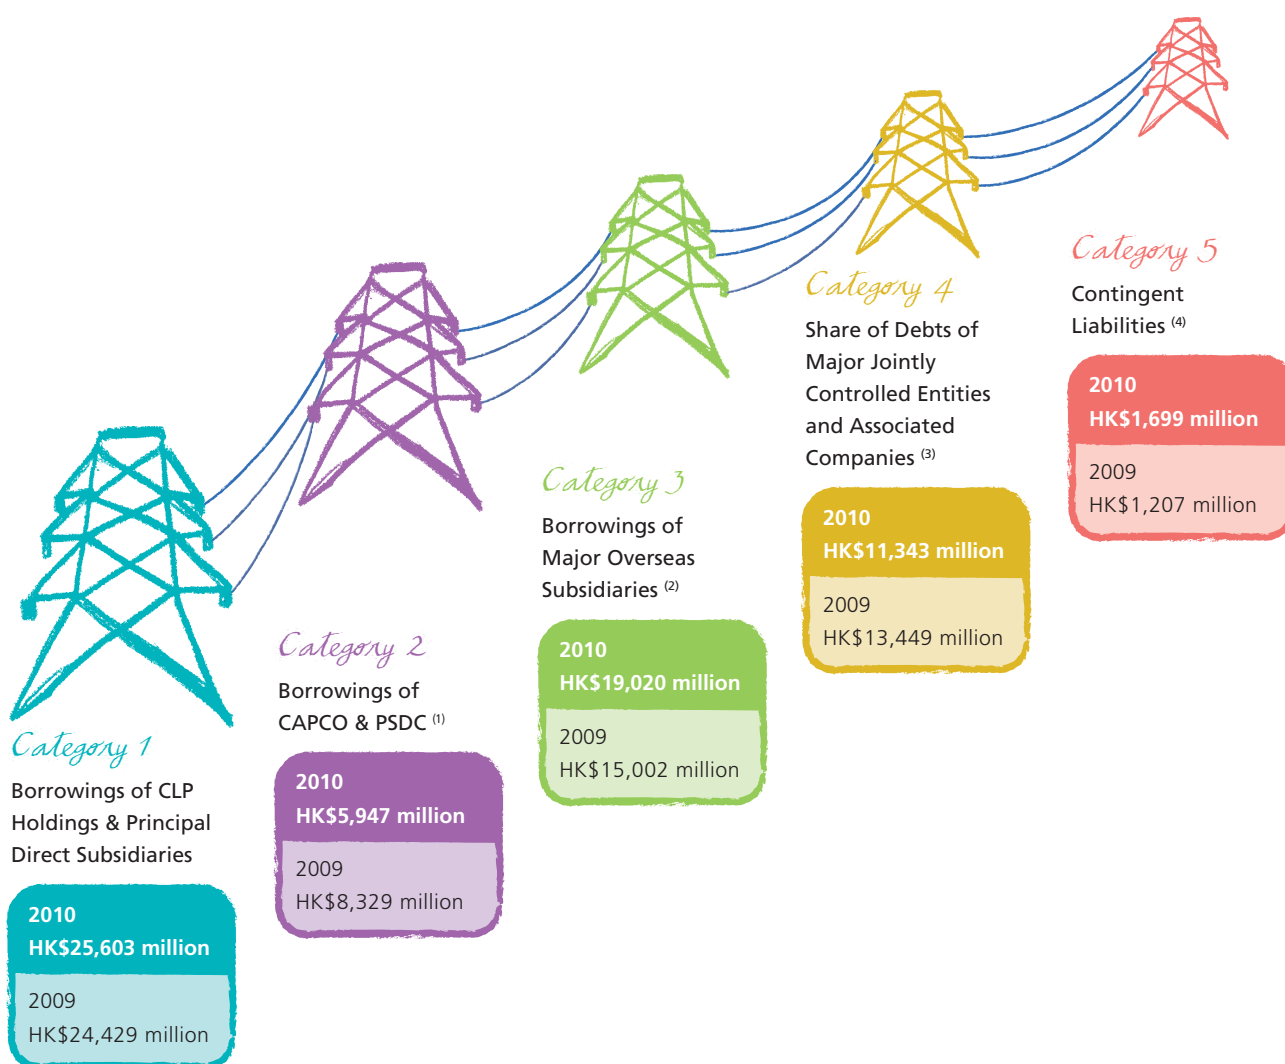 Category 1
Borrowings of CLP
Holdings & Principal
Direct Subsidiaries
2010
HK$25,603 million
2009
HK$24,429 million
Category 2
Borrowings of
CAPCO & PSDC (1)
2010
HK$5,947 million
2009
HK$8,329 million
Category 3
Borrowings of
Major Overseas
Subsidiaries (2)
2010
HK$19,020 million
2009
HK$15,002 million
Category 4
Share of Debts of
Major Jointly
Controlled Entities
and Associated
Companies (3)
2010
HK$11,343 million
2009
HK$13,449 million
Category 5
Contingent
Liabilities (4)
2010
HK$1,699 million
2009
HK$1,207 million